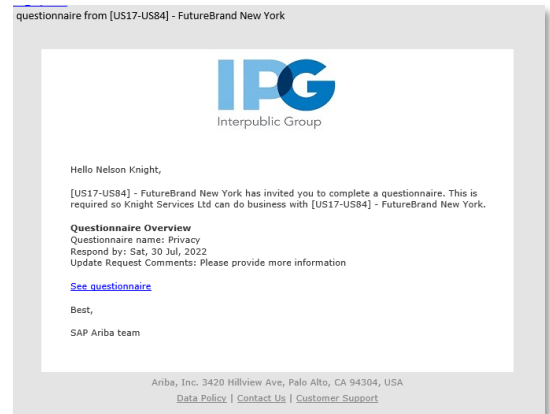 questionnaire from [US17-US84] - FutureBrand New York
IPG
Interpublic Group
Hello Nelson Knight,
[US17-US84] - FutureBrand New York has invited you to complete a questionnaire. This is
required so Knight Services Ltd can do business with [US17-US84] - FutureBrand New York.
Questionnaire Overview
Questionnaire name: Privacy
Respond by: Sat, 30 Jul, 2022
Update Request Comments: Please provide more information
See questionnaire
Best,
SAP Ariba team
Ariba, Inc. 3420 Hillview Ave, Palo Alto, CA 94304, USA
Data Policy | Contact Us | Customer Support